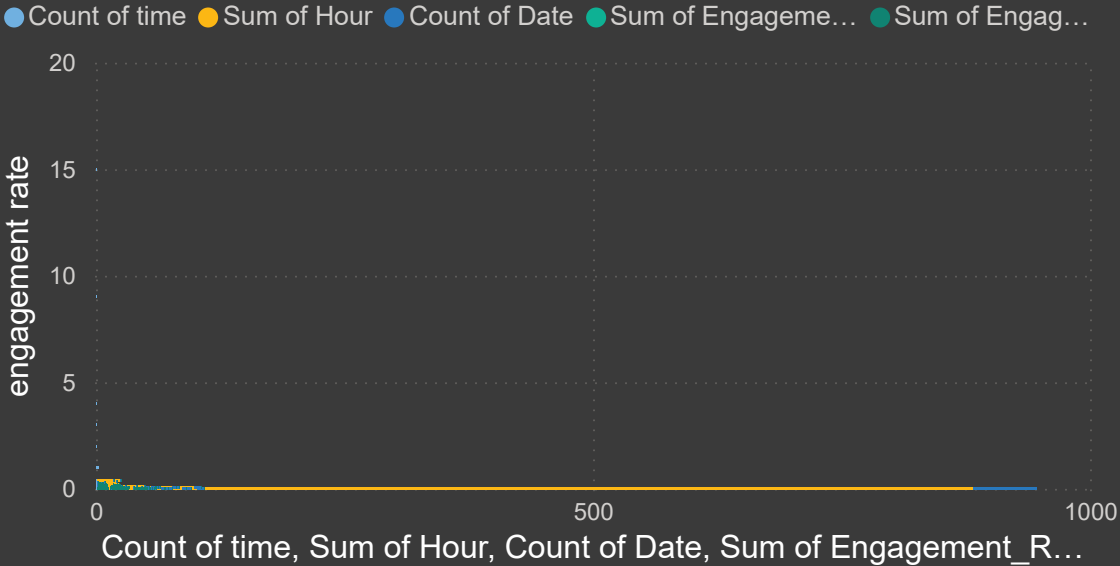 Count of time Sum of Hour Count of Date Sum of Engageme… Sum of Engag…
20
15
10
5
0
engagement rate
0 500 1000
Count of time, Sum of Hour, Count of Date, Sum of Engagement_R…